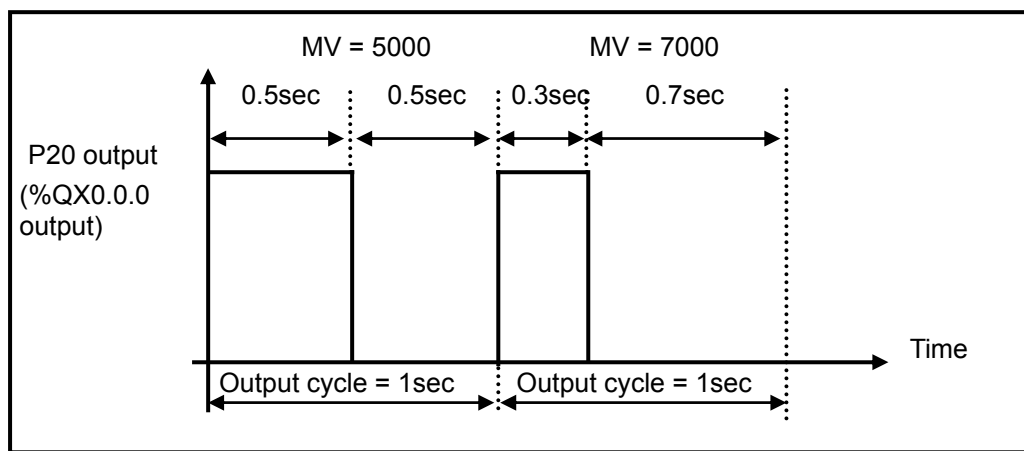 MV = 5000 MV = 7000
0.5sec 0.5sec 0.3sec 0.7sec
P20 output
(%QX0.0.0
output)
Time
Output cycle = 1sec Output cycle = 1sec